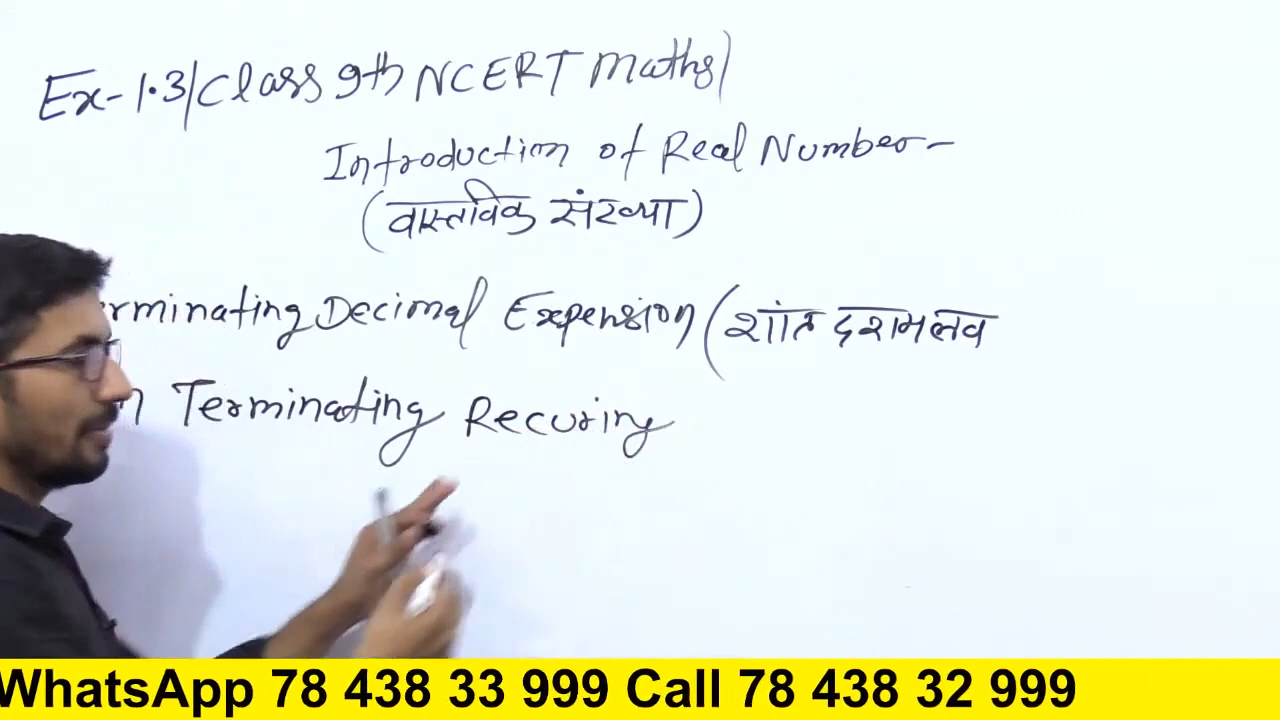 Ex-1.3/Class 9th NCERT Maths/
Introduction of Real Number-
(वास्तविक संख्या)
rminating Decimal Expension (शांत दशमलव
n Terminating Recuring
WhatsApp 78 438 33 999 Call 78 438 32 999